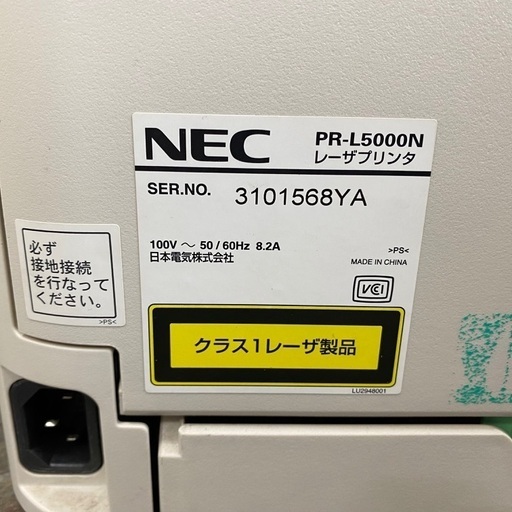 NEC
PR-L5000N
レーザプリンタ
SER.NO. 3101568YA
100V ～ 50/60Hz 8.2A
日本電気株式会社
>PS<
MADE IN CHINA
VCI
クラス1レーザ製品
LU2948001
必ず
接地接続
を行なって
ください。
>PS<